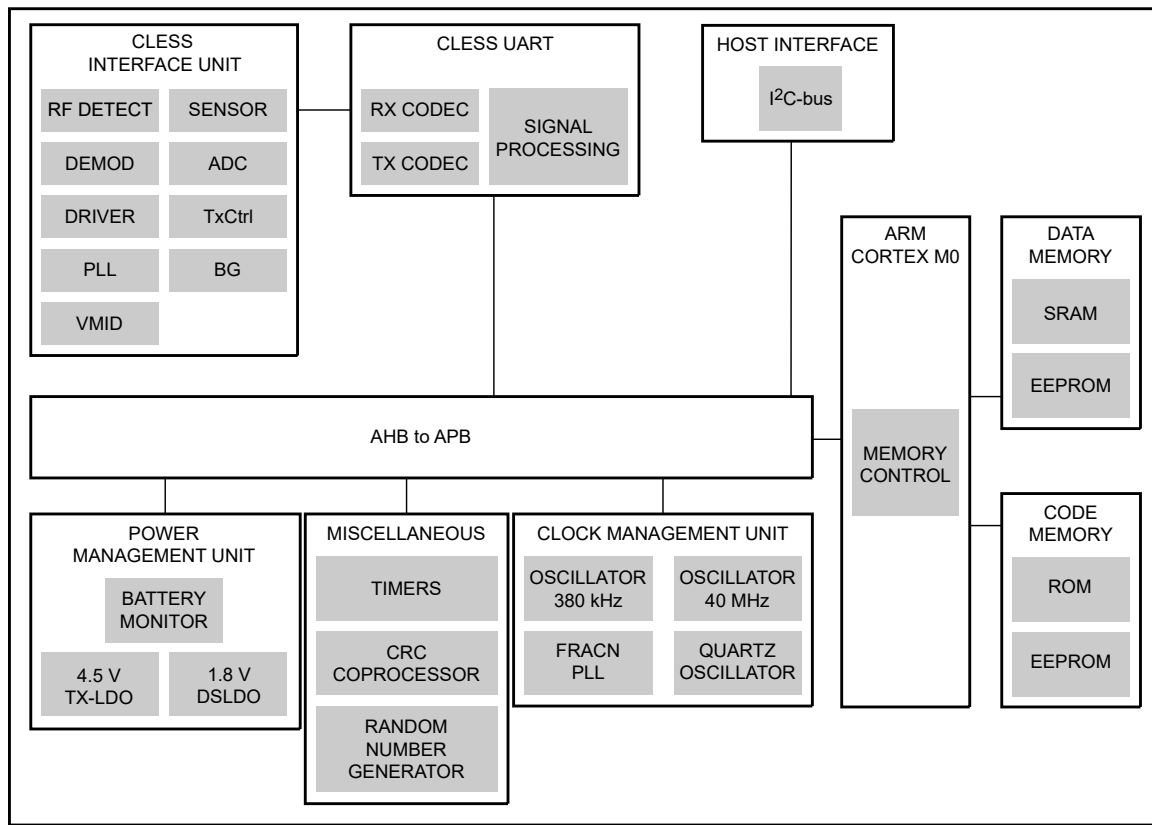 CLESS
INTERFACE UNIT
RF DETECT
SENSOR
DEMOD
ADC
DRIVER
TxCtrl
PLL
BG
VMID
CLESS UART
RX CODEC
TX CODEC
SIGNAL
PROCESSING
HOST INTERFACE
I²C-bus
AHB to APB
ARM
CORTEX M0
MEMORY
CONTROL
DATA
MEMORY
SRAM
EEPROM
CODE
MEMORY
ROM
EEPROM
POWER
MANAGEMENT UNIT
BATTERY
MONITOR
4.5 V
TX-LDO
1.8 V
DSLDO
MISCELLANEOUS
TIMERS
CRC
COPROCESSOR
RANDOM
NUMBER
GENERATOR
CLOCK MANAGEMENT UNIT
OSCILLATOR
380 kHz
OSCILLATOR
40 MHz
FRACN
PLL
QUARTZ
OSCILLATOR